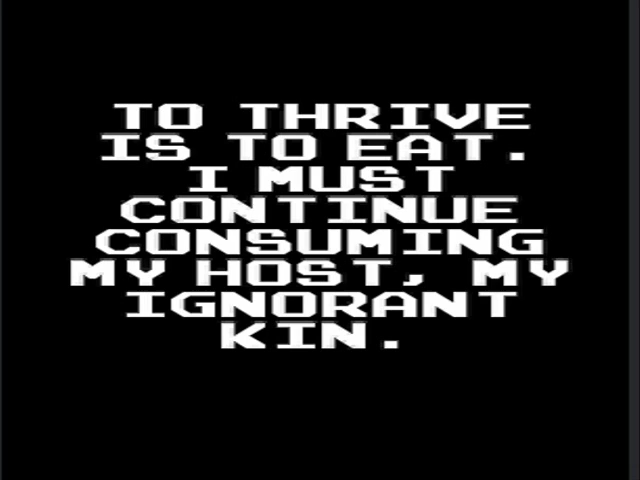 TO THRIVE
IS TO EAT.
I MUST
CONTINUE
CONSUMING
MY HOST, MY
IGNORANT
KIN.